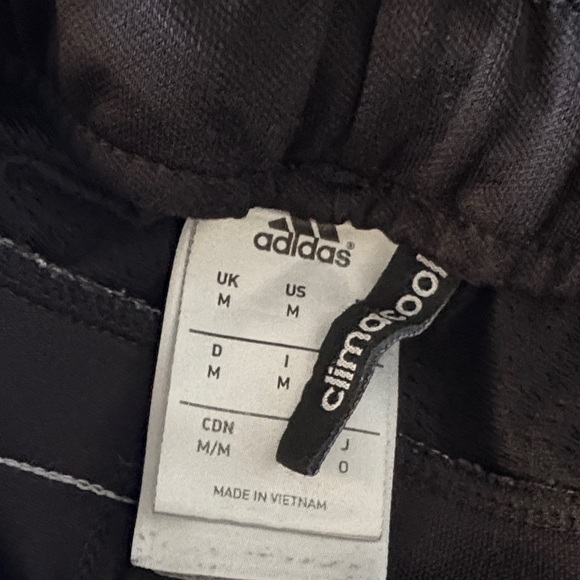 adidas®
UK US
M M
D I
M M
CDN J
M/M O
MADE IN VIETNAM
climacool